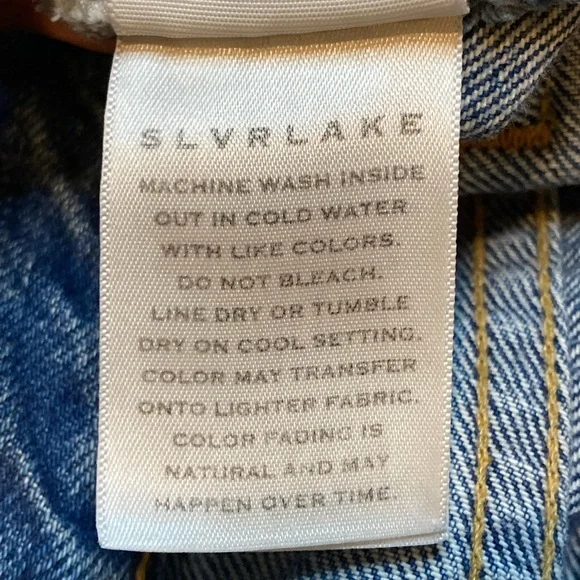 SLVRLAKE
MACHINE WASH INSIDE
OUT IN COLD WATER
WITH LIKE COLORS.
DO NOT BLEACH.
LINE DRY OR TUMBLE
DRY ON COOL SETTING.
COLOR MAY TRANSFER
ONTO LIGHTER FABRIC.
COLOR FADING IS
NATURAL AND MAY
HAPPEN OVER TIME.